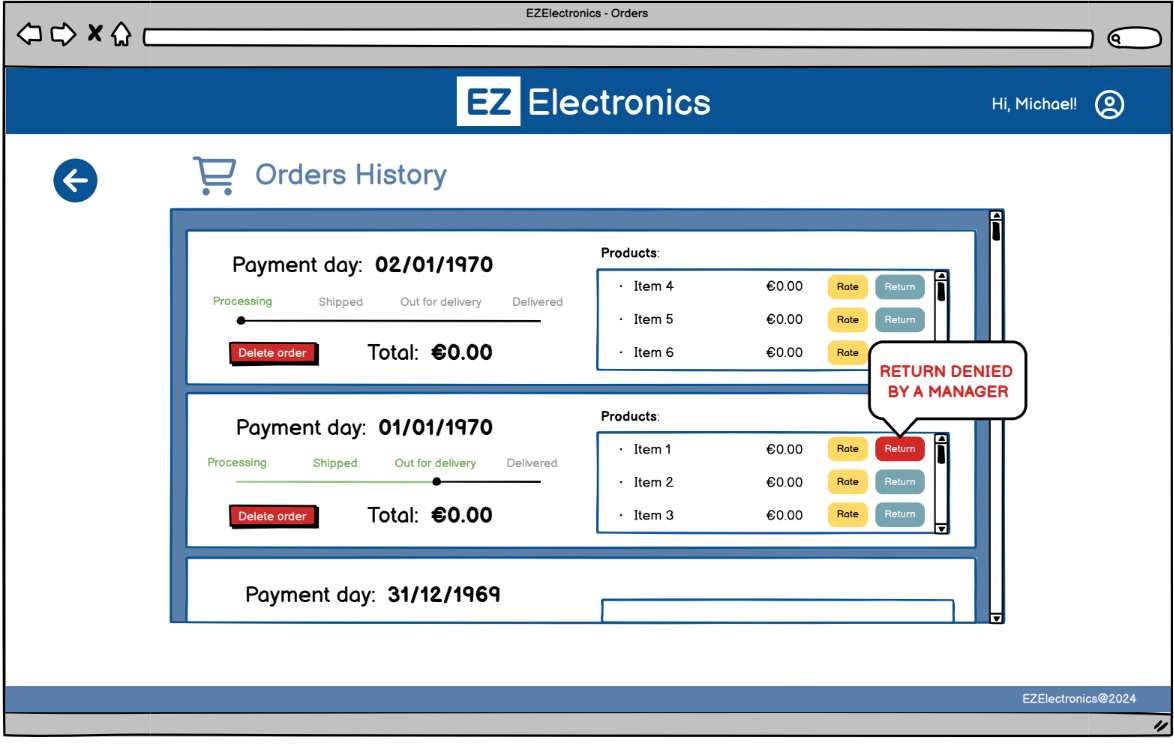 EZElectronics - Orders
EZ Electronics
Hi, Michael!
Orders History
Payment day: 02/01/1970
Processing Shipped Out for delivery Delivered
Delete order
Total: €0.00
Products:
· Item 4 €0.00 Rate Return
· Item 5 €0.00 Rate Return
· Item 6 €0.00 Rate
RETURN DENIED
BY A MANAGER
Payment day: 01/01/1970
Processing Shipped Out for delivery Delivered
Delete order
Total: €0.00
Products:
· Item 1 €0.00 Rate Return
· Item 2 €0.00 Rate Return
· Item 3 €0.00 Rate Return
Payment day: 31/12/1969
EZElectronics@2024